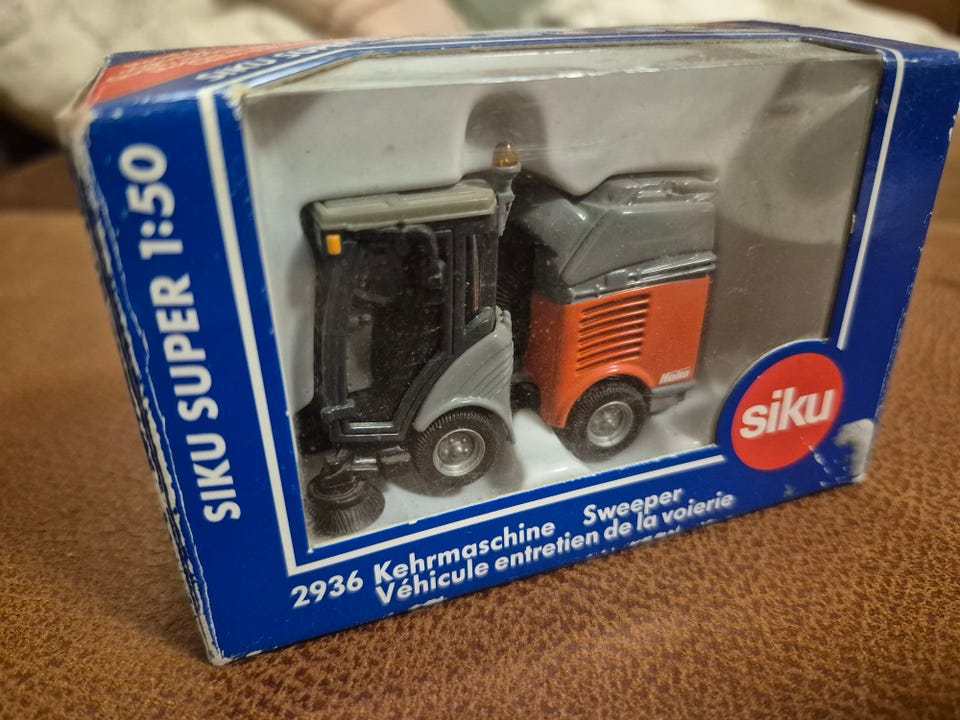 SIKU SUPER 1:50
siku
Hako
2936 Kehrmaschine Sweeper
Véhicule entretien de la voierie